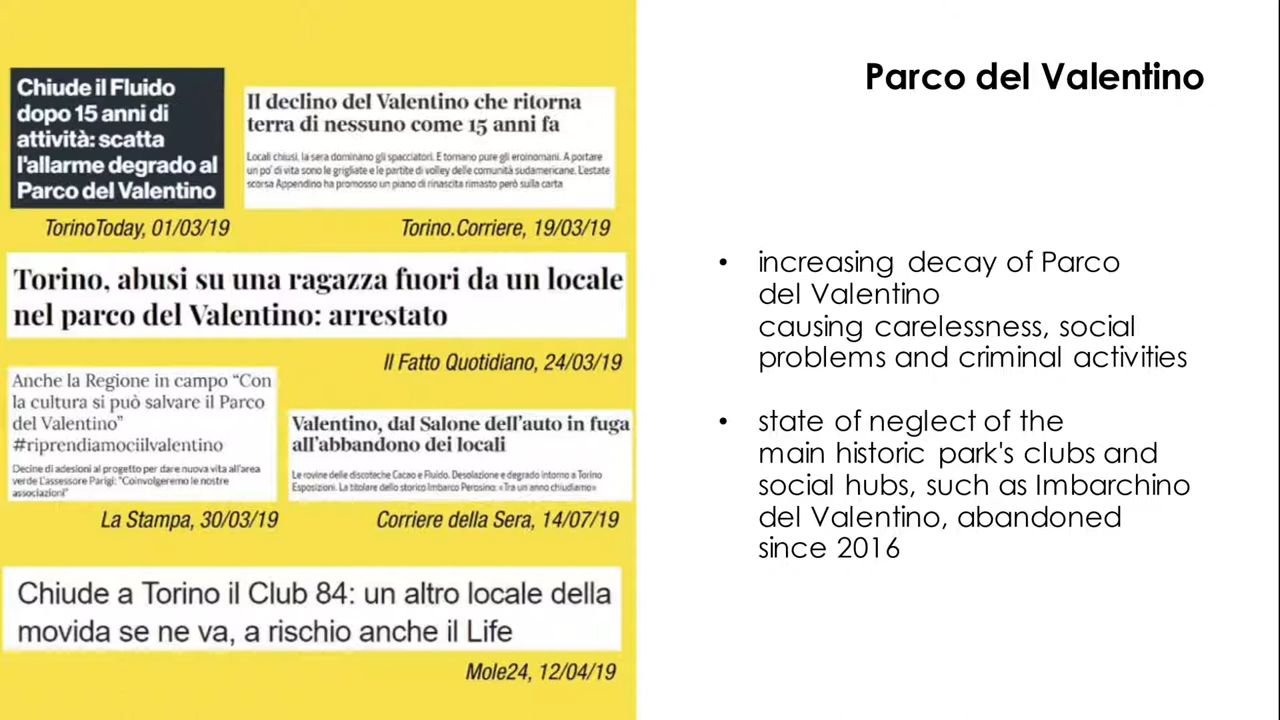 Chiude il Fluido
dopo 15 anni di
attività: scatta
l'allarme degrado al
Parco del Valentino
TorinoToday, 01/03/19
Il declino del Valentino che ritorna
terra di nessuno come 15 anni fa
Locali chiusi, la sera dominano gli spacciatori. E tornano pure gli eroinomani. A portare
un po' di vita sono le grigliate e le partite di volley delle comunità sudamericane. L'estate
scorsa Appendino ha promosso un piano di rinascita rimasto però sulla carta
Torino.Corriere, 19/03/19
Torino, abusi su una ragazza fuori da un locale
nel parco del Valentino: arrestato
Il Fatto Quotidiano, 24/03/19
Anche la Regione in campo “Con
la cultura si può salvare il Parco
del Valentino”
#riprendiamociilvalentino
Decine di adesioni al progetto per dare nuova vita all'area
verde L'assessore Parigi: "Coinvolgeremo le nostre
associazioni"
La Stampa, 30/03/19
Valentino, dal Salone dell'auto in fuga
all'abbandono dei locali
Le rovine delle discoteche Cacao e Fluido. Desolazione e degrado intorno a Torino
Esposizioni. La titolare dello storico Imbarco Perosino: «Tra un anno chiudiamo»
Corriere della Sera, 14/07/19
Chiude a Torino il Club 84: un altro locale della
movida se ne va, a rischio anche il Life
Mole24, 12/04/19
Parco del Valentino
• increasing decay of Parco
del Valentino
causing carelessness, social
problems and criminal activities
• state of neglect of the
main historic park's clubs and
social hubs, such as Imbarchino
del Valentino, abandoned
since 2016